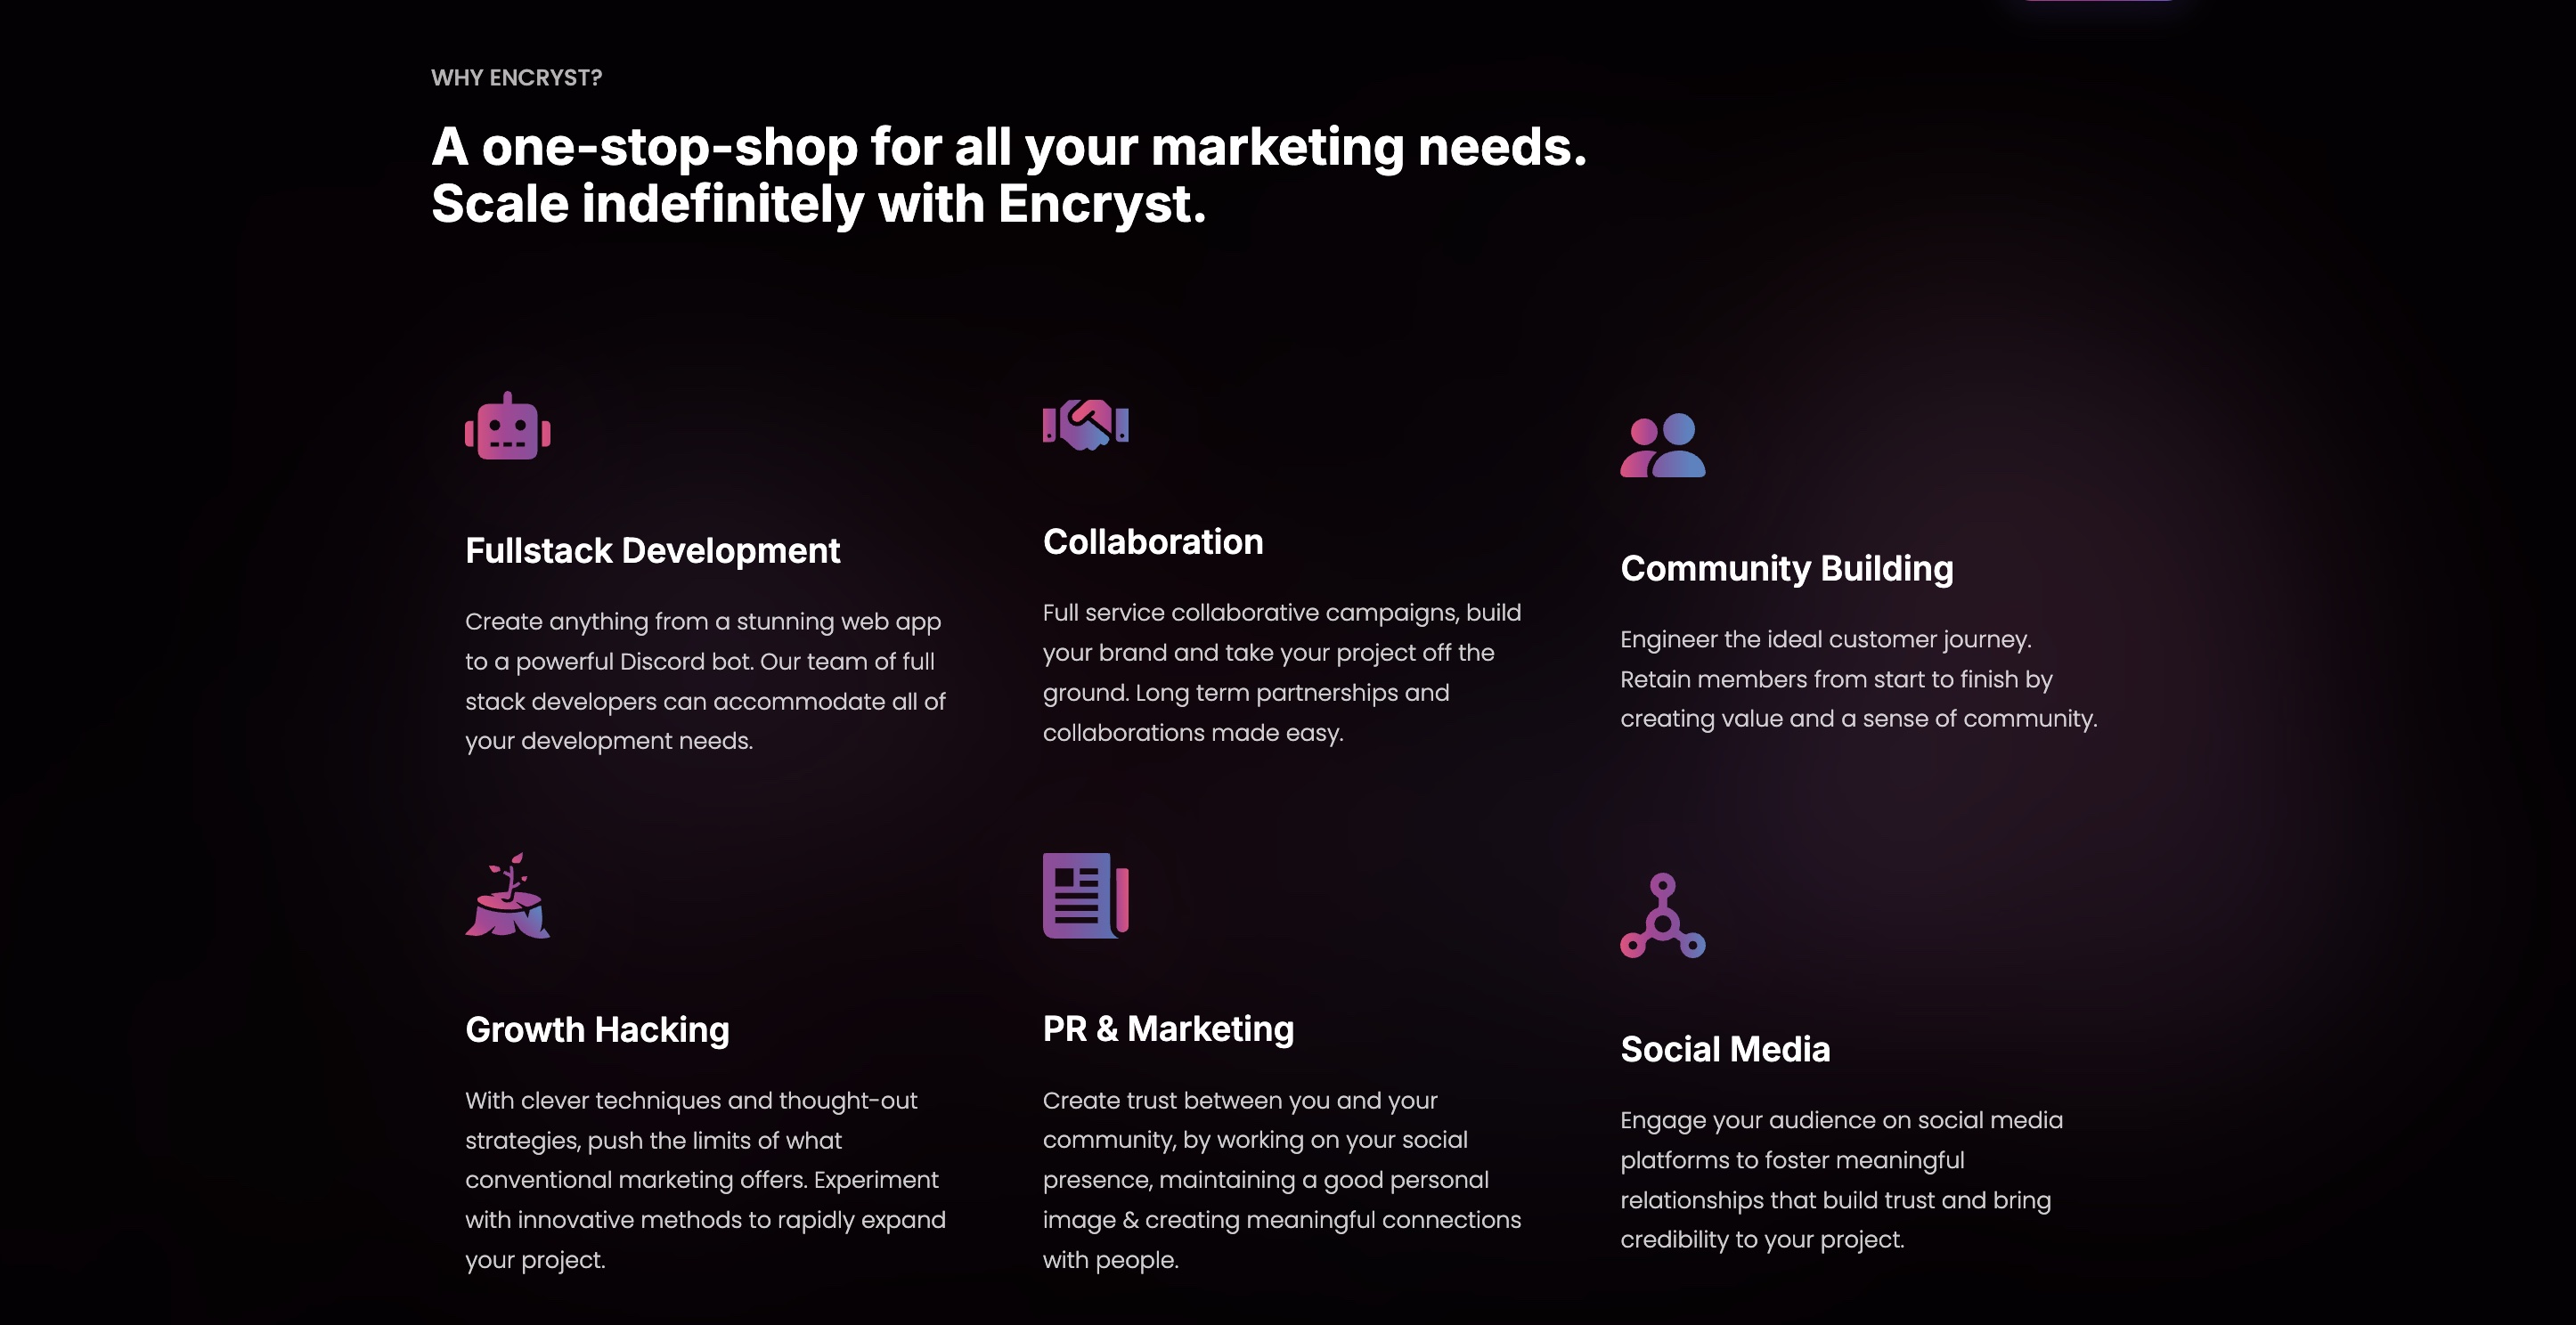 WHY ENCRYST?
A one-stop-shop for all your marketing needs.
Scale indefinitely with Encryst.
Fullstack Development
Create anything from a stunning web app
to a powerful Discord bot. Our team of full
stack developers can accommodate all of
your development needs.
Collaboration
Full service collaborative campaigns, build
your brand and take your project off the
ground. Long term partnerships and
collaborations made easy.
Community Building
Engineer the ideal customer journey.
Retain members from start to finish by
creating value and a sense of community.
Growth Hacking
With clever techniques and thought-out
strategies, push the limits of what
conventional marketing offers. Experiment
with innovative methods to rapidly expand
your project.
PR & Marketing
Create trust between you and your
community, by working on your social
presence, maintaining a good personal
image & creating meaningful connections
with people.
Social Media
Engage your audience on social media
platforms to foster meaningful
relationships that build trust and bring
credibility to your project.